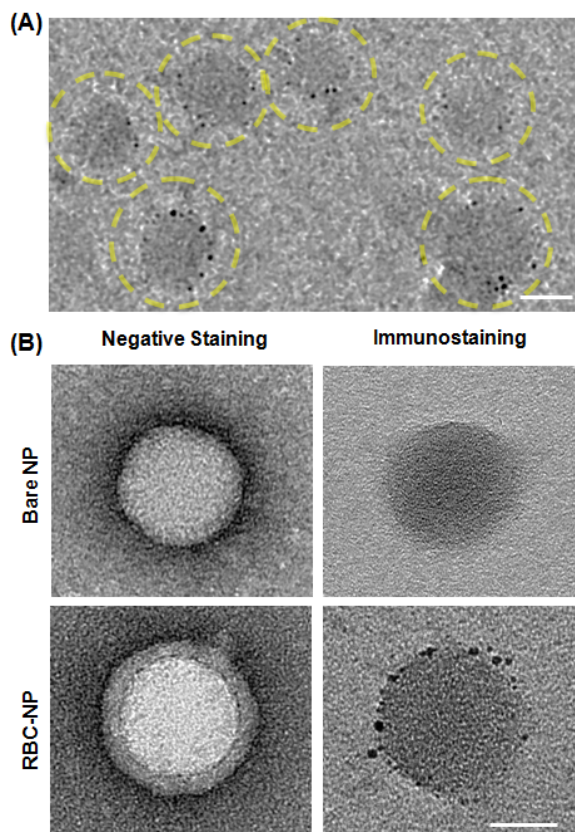 (A)
(B)
Negative Staining
Immunostaining
Bare NP
RBC-NP